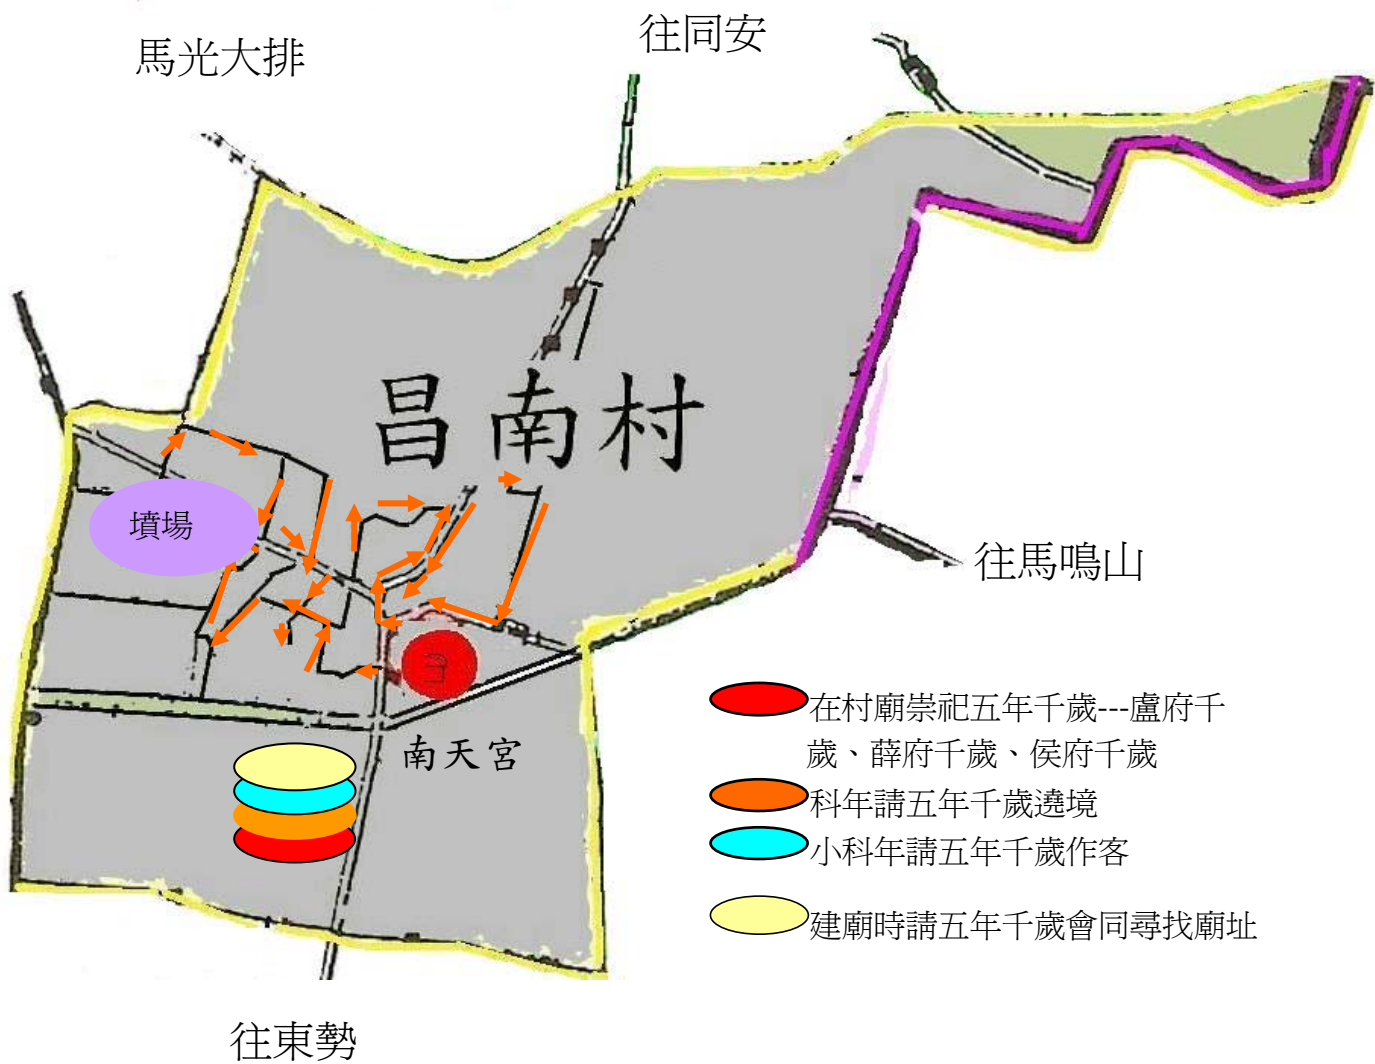 往同安
馬光大排
昌南村
墳場
往馬鳴山
在村廟崇祀五年千歲---盧府千
歲、薛府千歲、侯府千歲
南天宮
科年請五年千歲遶境
小科年請五年千歲作客
建廟時請五年千歲會同尋找廟址
往東勢